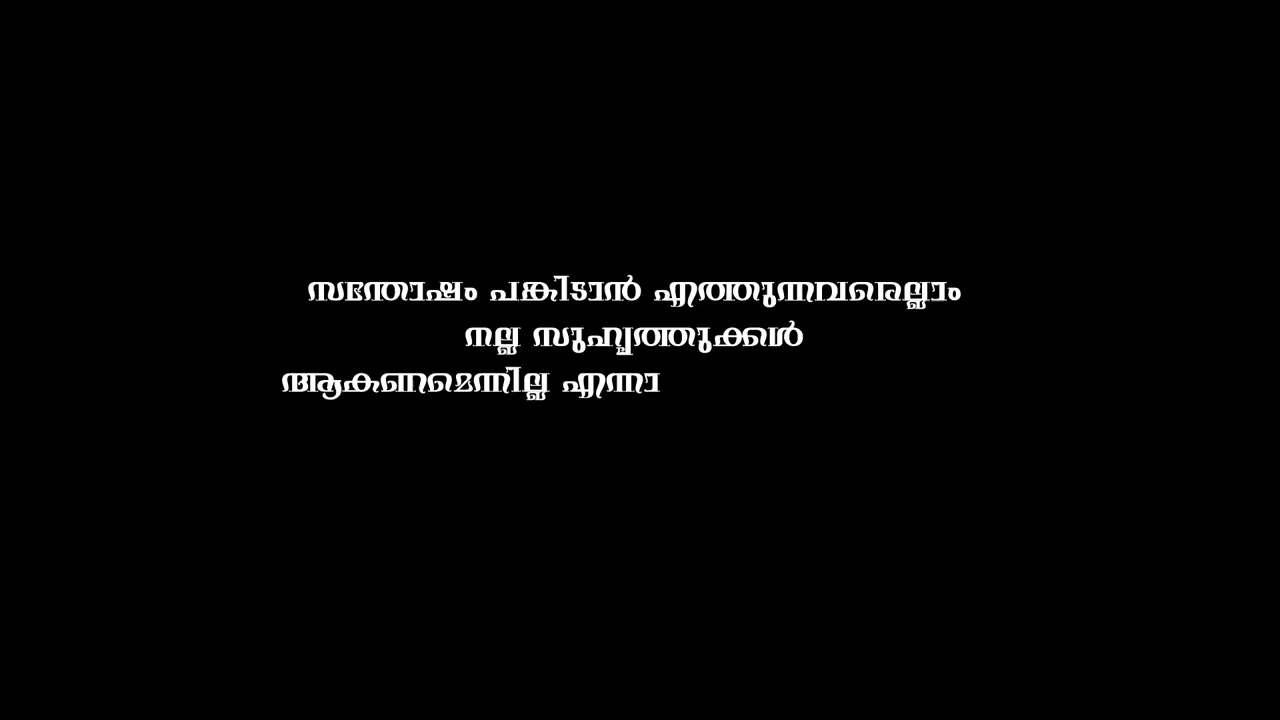 സന്തോഷം പങ്കിടാൻ എത്തുന്നവരെല്ലാം
നല്ല സുഹൃത്തുക്കൾ
ആകണമെന്നില്ല എന്നാ